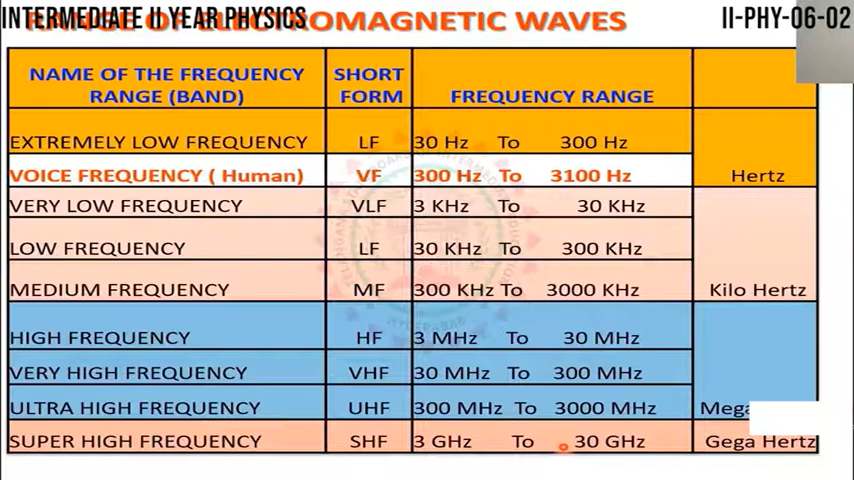 INTERMEDIATE II YEAR PHYSICS
II-PHY-06-02
RANGE OF ELECTROMAGNETIC WAVES
NAME OF THE FREQUENCY RANGE (BAND) SHORT FORM FREQUENCY RANGE
EXTREMELY LOW FREQUENCY LF 30 Hz To 300 Hz
VOICE FREQUENCY ( Human) VF 300 Hz To 3100 Hz Hertz
VERY LOW FREQUENCY VLF 3 KHz To 30 KHz
LOW FREQUENCY LF 30 KHz To 300 KHz
MEDIUM FREQUENCY MF 300 KHz To 3000 KHz Kilo Hertz
HIGH FREQUENCY HF 3 MHz To 30 MHz
VERY HIGH FREQUENCY VHF 30 MHz To 300 MHz
ULTRA HIGH FREQUENCY UHF 300 MHz To 3000 MHz Mega
SUPER HIGH FREQUENCY SHF 3 GHz To 30 GHz Gega Hertz
HYDERABAD